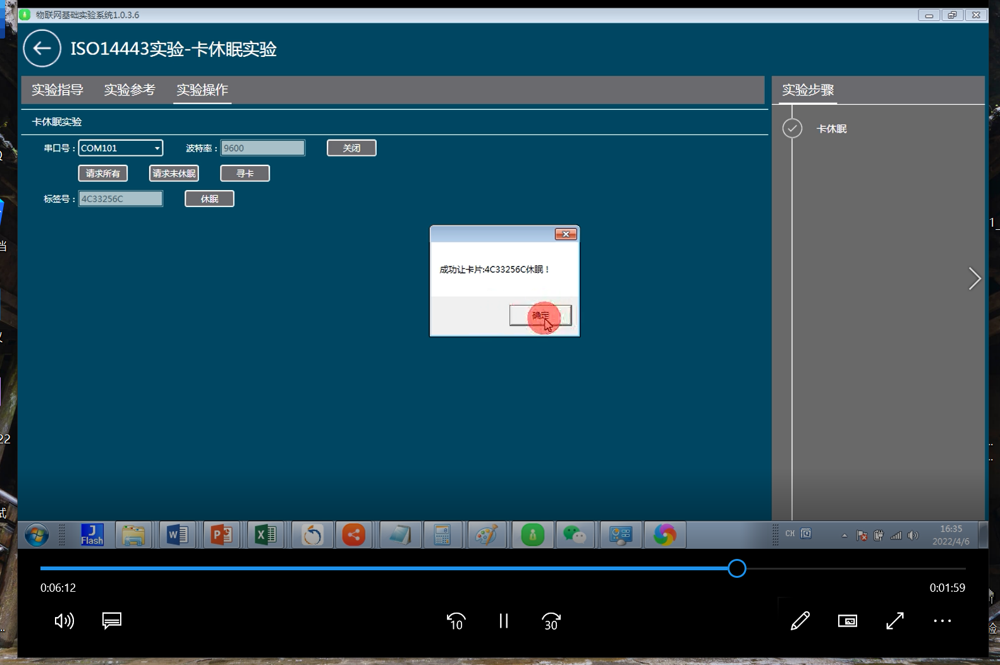 物联网基础实验系统1.0.3.6
ISO14443实验-卡休眠实验
实验指导 实验参考 实验操作
实验步骤
卡休眠实验
卡休眠
串口号: COM101 波特率: 9600 关闭
请求所有 请求未休眠 寻卡
标签号: 4C33256C 休眠
成功让卡片:4C33256C休眠！
确定
档
1_
22
试
J
Flash
W
P
X
CH
16:35
2022/4/6
0:06:12
0:01:59
10
30